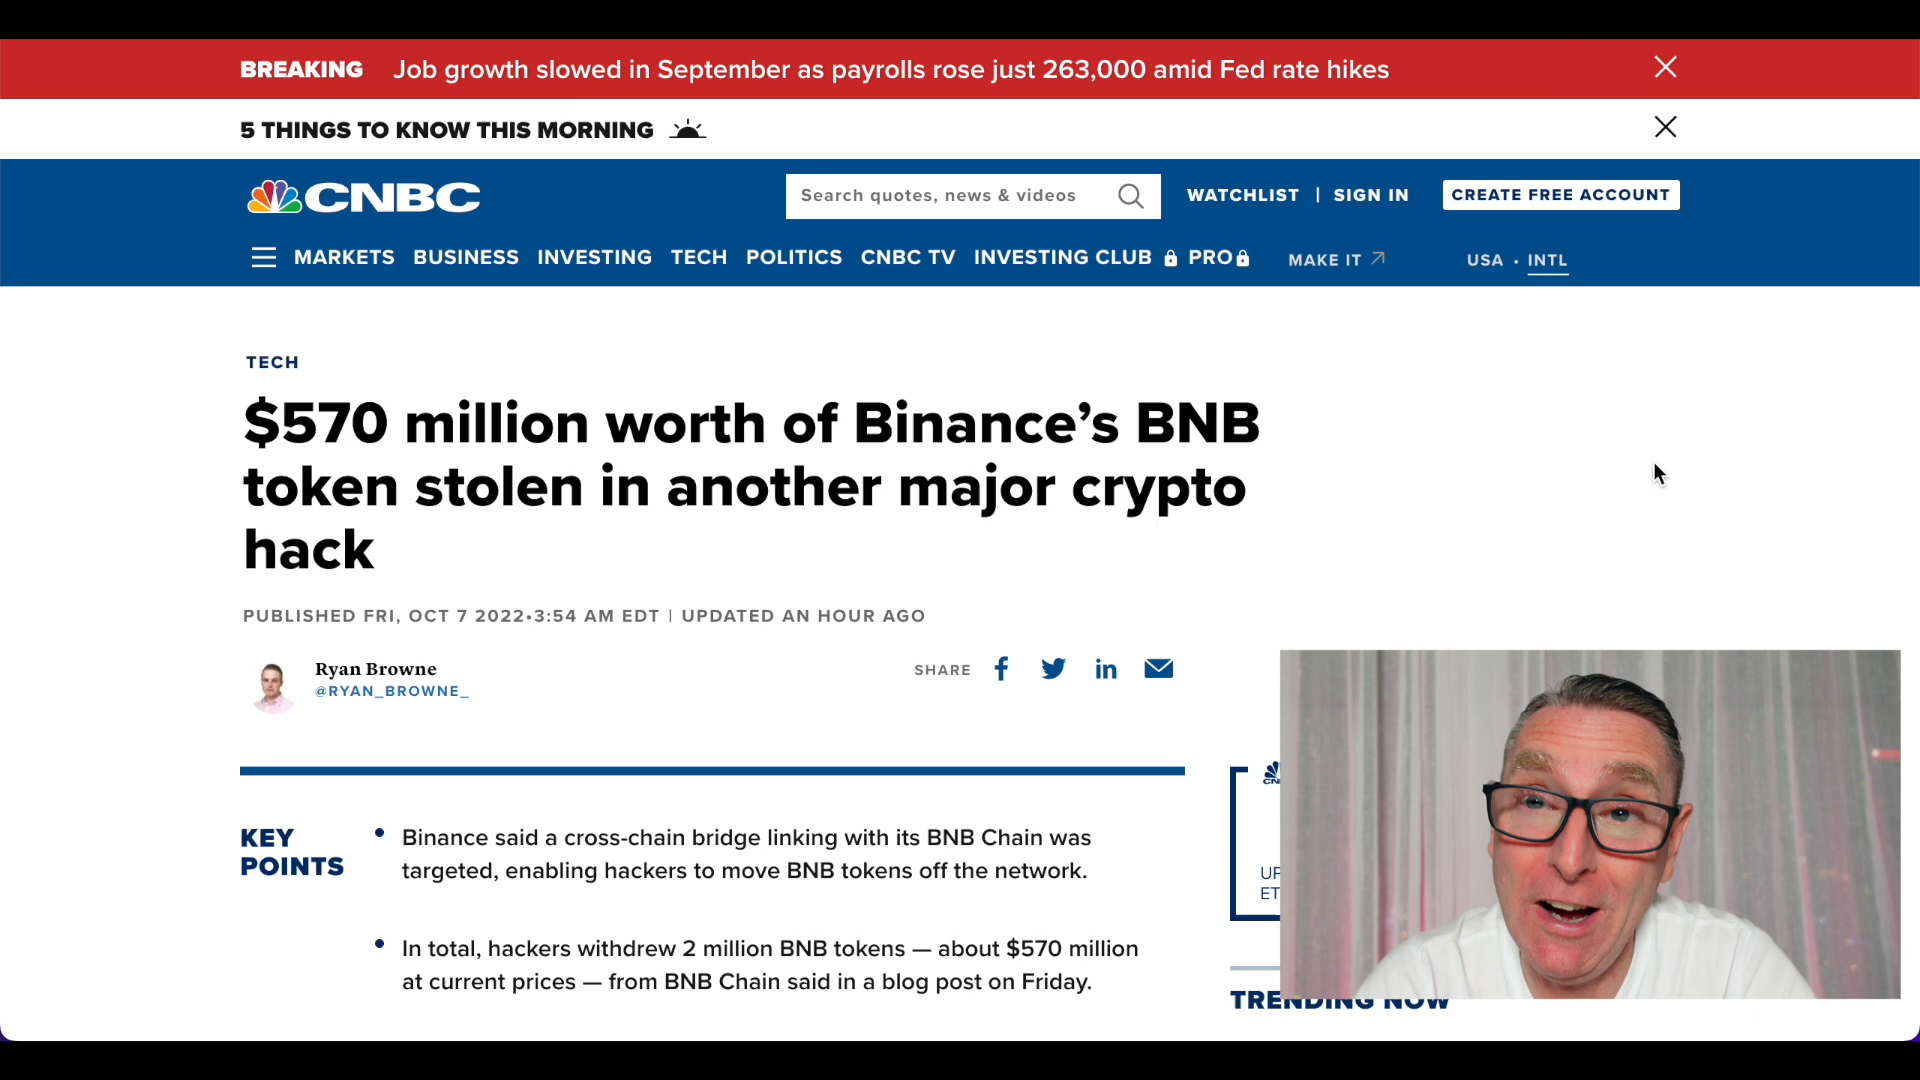 BREAKING Job growth slowed in September as payrolls rose just 263,000 amid Fed rate hikes
5 THINGS TO KNOW THIS MORNING
CNBC Search quotes, news & videos WATCHLIST | SIGN IN CREATE FREE ACCOUNT
MARKETS BUSINESS INVESTING TECH POLITICS CNBC TV INVESTING CLUB PRO MAKE IT USA • INTL
TECH
$570 million worth of Binance’s BNB
token stolen in another major crypto
hack
PUBLISHED FRI, OCT 7 2022•3:54 AM EDT | UPDATED AN HOUR AGO
Ryan Browne
@RYAN_BROWNE_
SHARE
KEY
POINTS
• Binance said a cross-chain bridge linking with its BNB Chain was
targeted, enabling hackers to move BNB tokens off the network.
• In total, hackers withdrew 2 million BNB tokens — about $570 million
at current prices — from BNB Chain said in a blog post on Friday.
TRENDING NOW